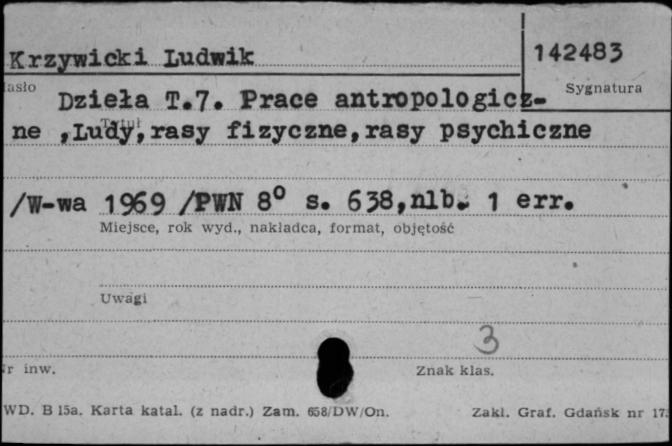 Krzywicki Ludwik
142483
asło
Sygnatura
Dzieła T.7. Prace antropologicz-
Tytuł
ne ,Ludy,rasy fizyczne,rasy psychiczne
/W-wa 1969 /PWN 8° s. 638,nlb. 1 err.
Miejsce, rok wyd., nakładca, format, objętość
Uwagi
3
r inw.
Znak klas.
WD. B 15a. Karta katal. (z nadr.) Zam. 658/DW/On.
Zakł. Graf. Gdańsk nr 17